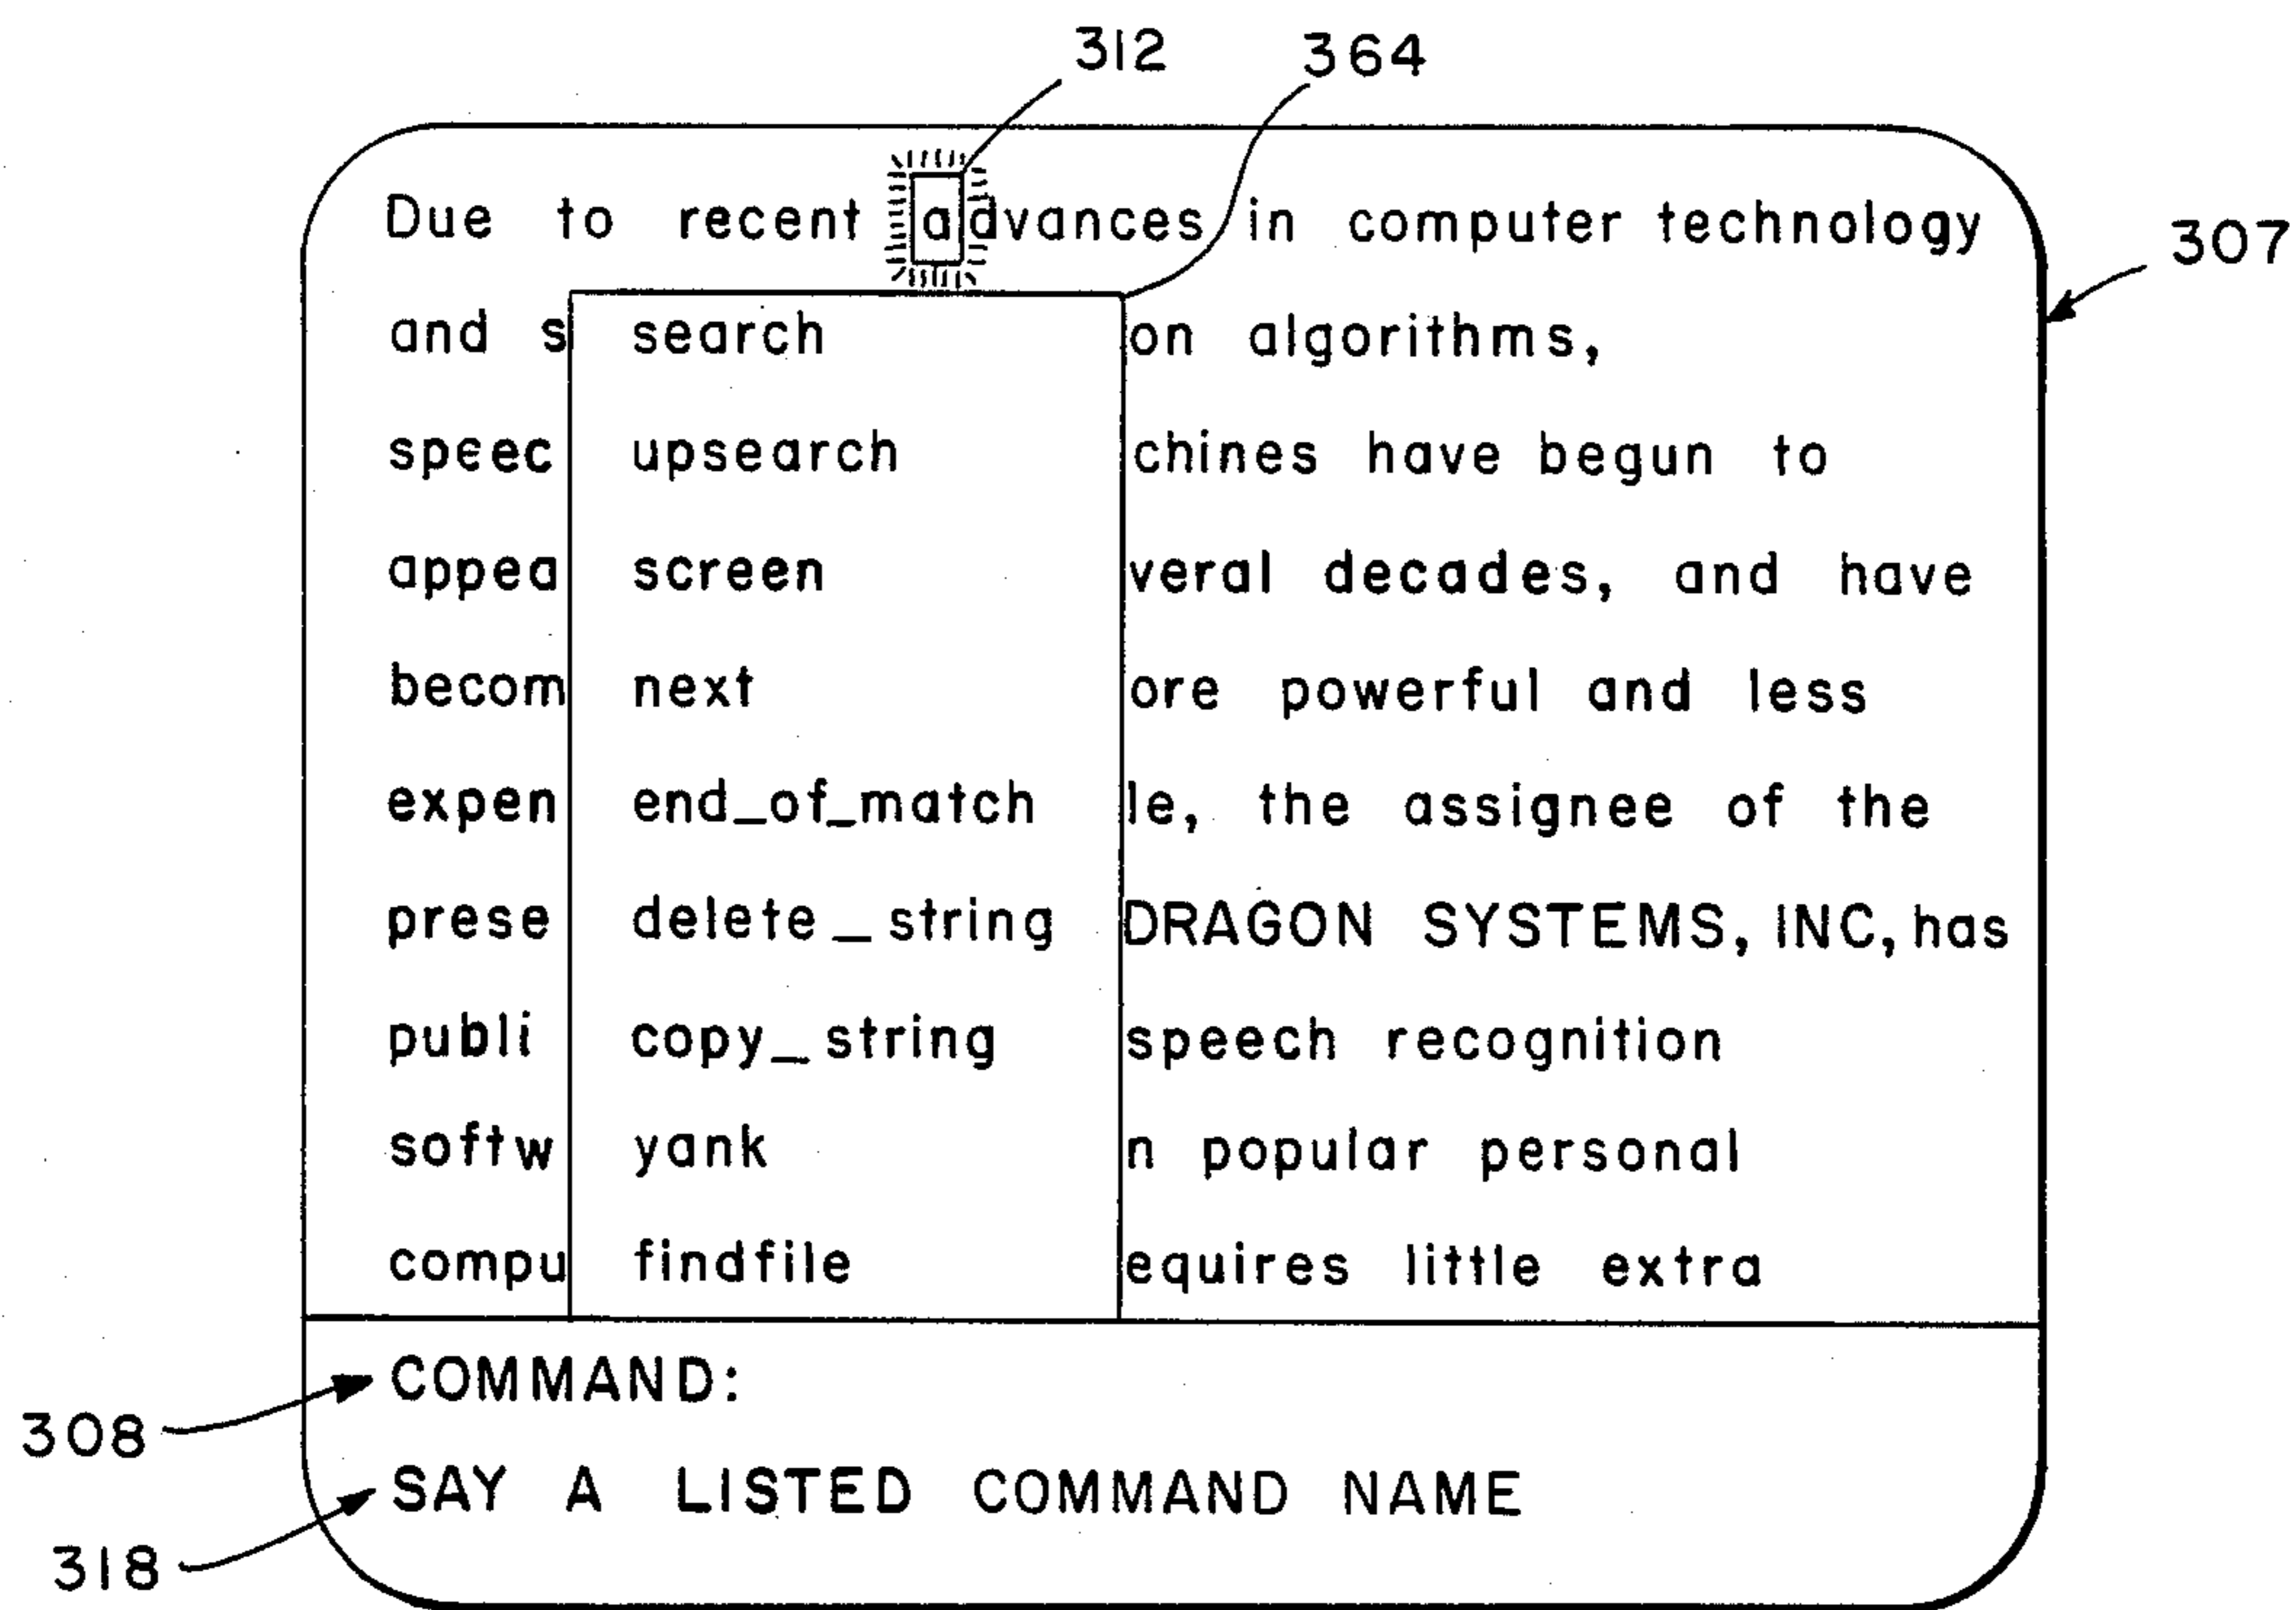 312 364
Due to recent advances in computer technology
307
and s search on algorithms,
speec upsearch chines have begun to
appea screen veral decades, and have
becom next ore powerful and less
expen end_of_match le, the assignee of the
prese delete_string DRAGON SYSTEMS, INC, has
publi copy_string speech recognition
softw yank n popular personal
compu findfile equires little extra
COMMAND:
308
SAY A LISTED COMMAND NAME
318